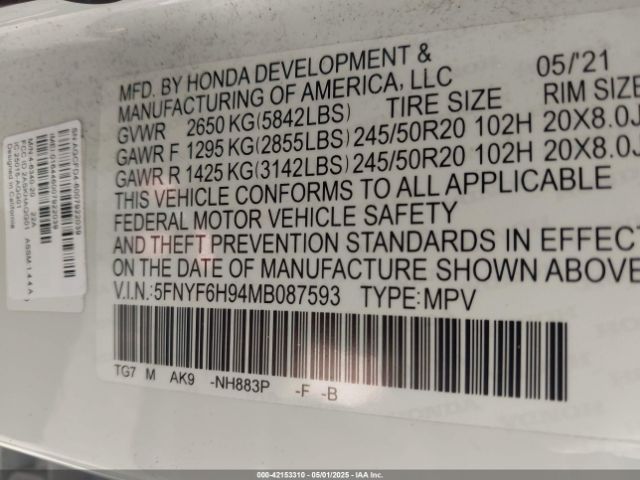 MFD. BY HONDA DEVELOPMENT & 05/'21
MANUFACTURING OF AMERICA, LLC
TIRE SIZE RIM SIZE
GVWR 2650 KG(5842LBS)
GAWR F 1295 KG(2855LBS) 245/50R20 102H 20X8.0J
GAWR R 1425 KG(3142LBS) 245/50R20 102H 20X8.0J
THIS VEHICLE CONFORMS TO ALL APPLICABLE
FEDERAL MOTOR VEHICLE SAFETY
AND THEFT PREVENTION STANDARDS IN EFFECT
ON THE DATE OF MANUFACTURE SHOWN ABOVE
V.I.N.:5FNYF6H94MB087593 TYPE:MPV
TG7 M AK9 -NH883P -F -B
Designed in California
000-42153310 - 05/01/2025 - IAA Inc.